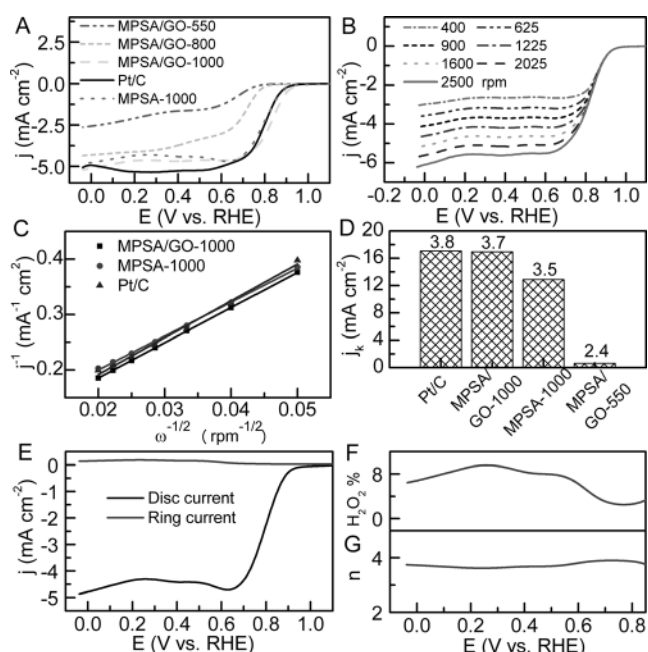 A
MPSA/GO-550
MPSA/GO-800
MPSA/GO-1000
Pt/C
MPSA-1000
j (mA cm⁻²)
0.0
-2.5
-5.0
0.0 0.2 0.4 0.6 0.8 1.0
E (V vs. RHE)
B
400 625
900 1225
1600 2025
2500 rpm
j (mA cm⁻²)
0
-2
-4
-6
-0.2 0.0 0.2 0.4 0.6 0.8 1.0
E (V vs. RHE)
C
MPSA/GO-1000
MPSA-1000
Pt/C
j⁻¹ (mA⁻¹ cm²)
0.4
0.3
0.2
0.02 0.03 0.04 0.05
ω⁻¹/² ( rpm⁻¹/²)
D
jₖ (mA cm⁻²)
20
16
12
8
4
0
3.8 3.7 3.5 2.4
Pt/C
MPSA/
GO-1000
MPSA-1000
MPSA/
GO-550
E
Disc current
Ring current
j (mA cm⁻²)
0
-1
-2
-3
-4
-5
0.0 0.2 0.4 0.6 0.8 1.0
E (V vs. RHE)
F
H₂O₂ %
8
0
G
n
4
2
0.0 0.2 0.4 0.6 0.8
E (V vs. RHE)